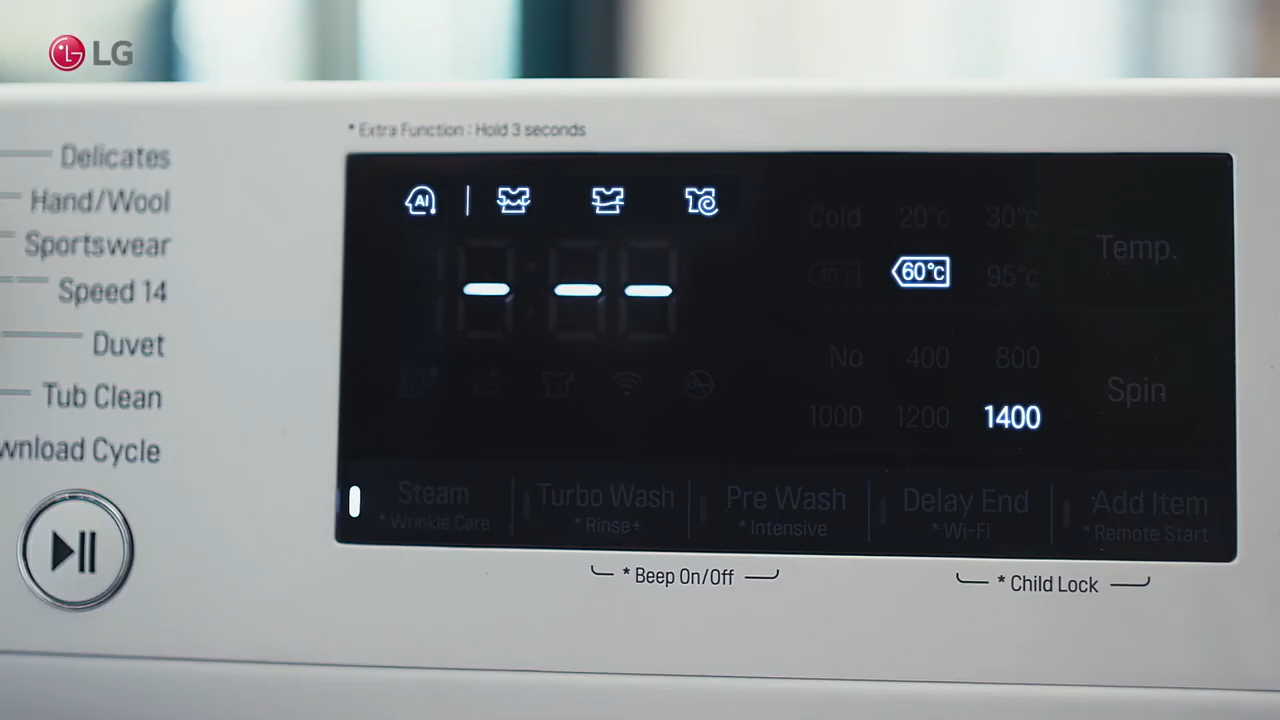 LG
* Extra Function : Hold 3 seconds
Delicates
Hand/Wool
Sportswear
Speed 14
Duvet
Tub Clean
wnload Cycle
AI
Cold 20°C 30°C
40°C 60°C 95°C
Temp.
No 400 800
1000 1200 1400
Spin
Steam
* Wrinkle Care
Turbo Wash
* Rinse+
Pre Wash
* Intensive
Delay End
* Wi-Fi
Add Item
* Remote Start
* Beep On/Off
* Child Lock